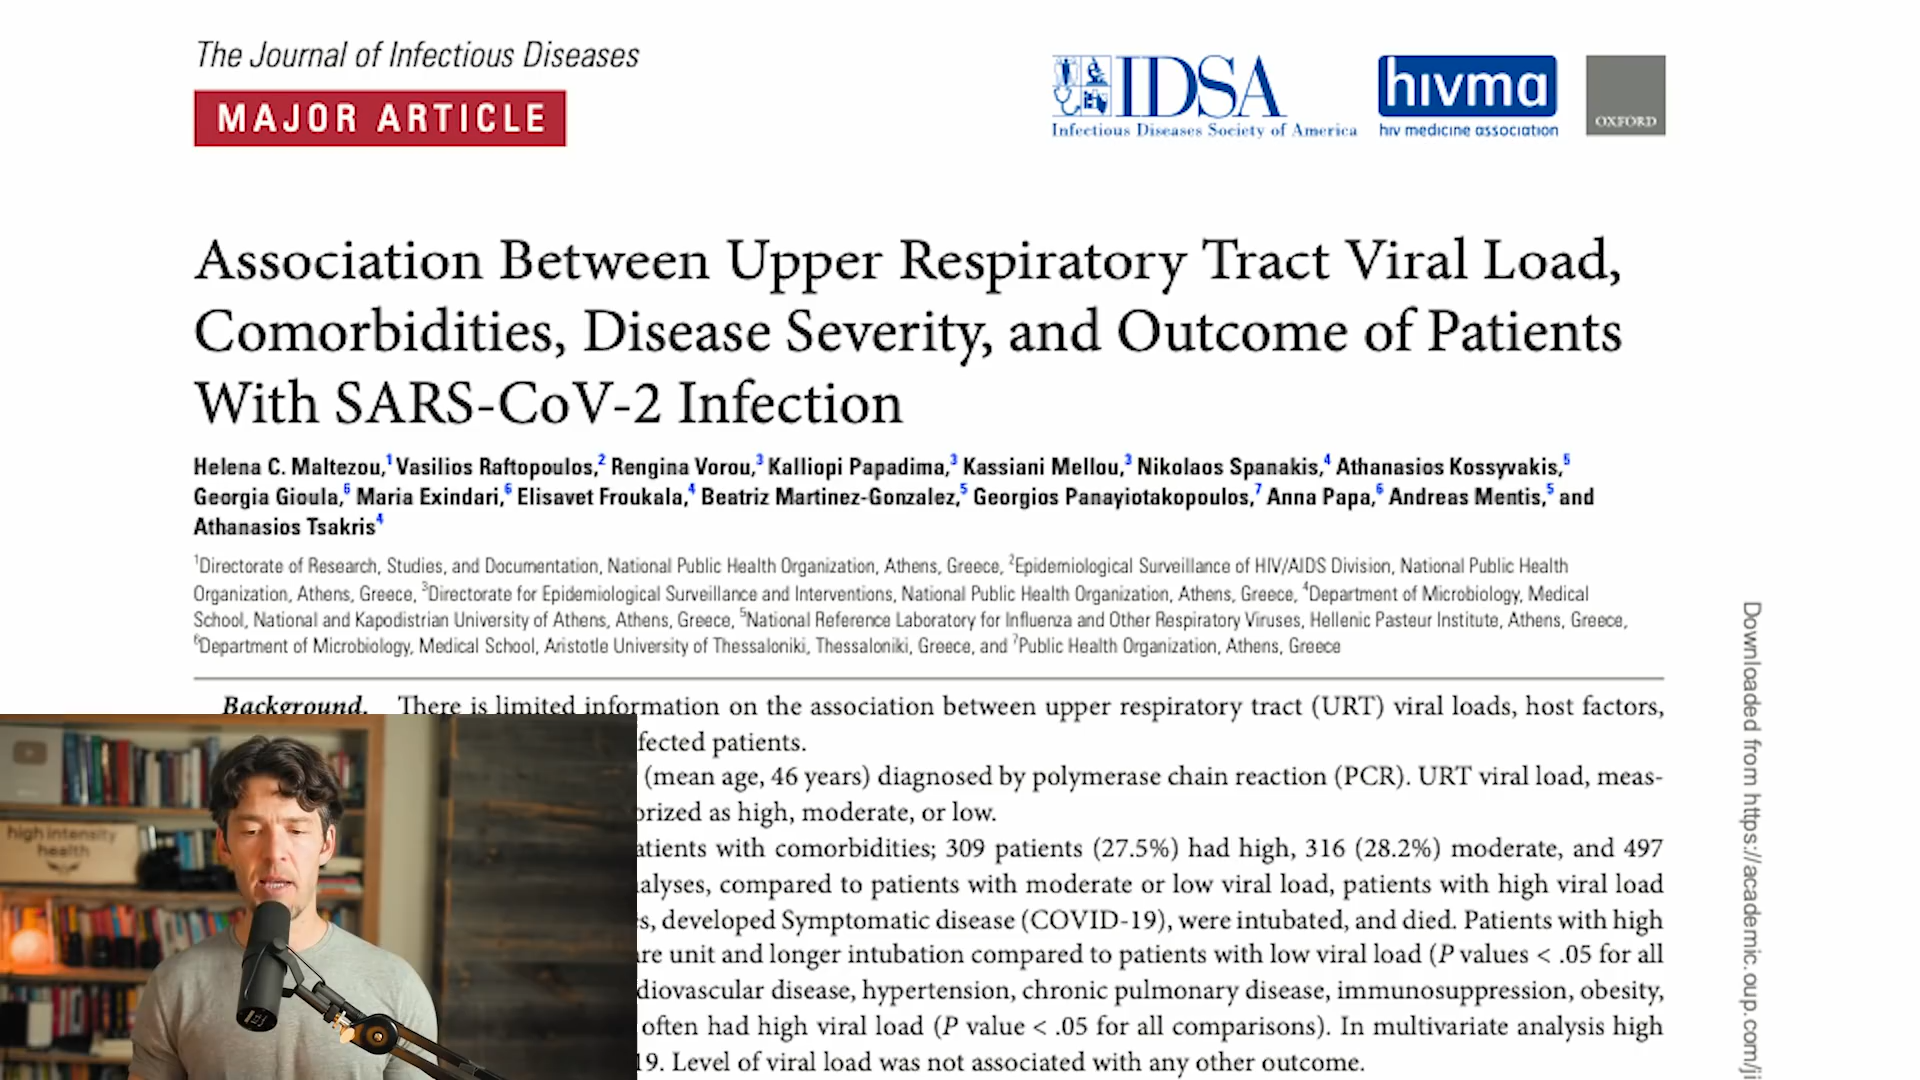 The Journal of Infectious Diseases
MAJOR ARTICLE
IDSA
Infectious Diseases Society of America
hivma
hiv medicine association
OXFORD
Association Between Upper Respiratory Tract Viral Load,
Comorbidities, Disease Severity, and Outcome of Patients
With SARS-CoV-2 Infection
Helena C. Maltezou,1 Vasilios Raftopoulos,2 Rengina Vorou,3 Kalliopi Papadima,3 Kassiani Mellou,3 Nikolaos Spanakis,4 Athanasios Kossyvakis,5
Georgia Gioula,6 Maria Exindari,6 Elisavet Froukala,4 Beatriz Martinez-Gonzalez,5 Georgios Panayiotakopoulos,7 Anna Papa,6 Andreas Mentis,5 and
Athanasios Tsakris4
1Directorate of Research, Studies, and Documentation, National Public Health Organization, Athens, Greece, 2Epidemiological Surveillance of HIV/AIDS Division, National Public Health
Organization, Athens, Greece, 3Directorate for Epidemiological Surveillance and Interventions, National Public Health Organization, Athens, Greece, 4Department of Microbiology, Medical
School, National and Kapodistrian University of Athens, Athens, Greece, 5National Reference Laboratory for Influenza and Other Respiratory Viruses, Hellenic Pasteur Institute, Athens, Greece,
6Department of Microbiology, Medical School, Aristotle University of Thessaloniki, Thessaloniki, Greece, and 7Public Health Organization, Athens, Greece
Background. There is limited information on the association between upper respiratory tract (URT) viral loads, host factors,
fected patients.
(mean age, 46 years) diagnosed by polymerase chain reaction (PCR). URT viral load, meas-
orized as high, moderate, or low.
atients with comorbidities; 309 patients (27.5%) had high, 316 (28.2%) moderate, and 497
alyses, compared to patients with moderate or low viral load, patients with high viral load
s, developed Symptomatic disease (COVID-19), were intubated, and died. Patients with high
re unit and longer intubation compared to patients with low viral load (P values < .05 for all
diovascular disease, hypertension, chronic pulmonary disease, immunosuppression, obesity,
often had high viral load (P value < .05 for all comparisons). In multivariate analysis high
19. Level of viral load was not associated with any other outcome.
Downloaded from https://academic.oup.com/ji
high intensity
health